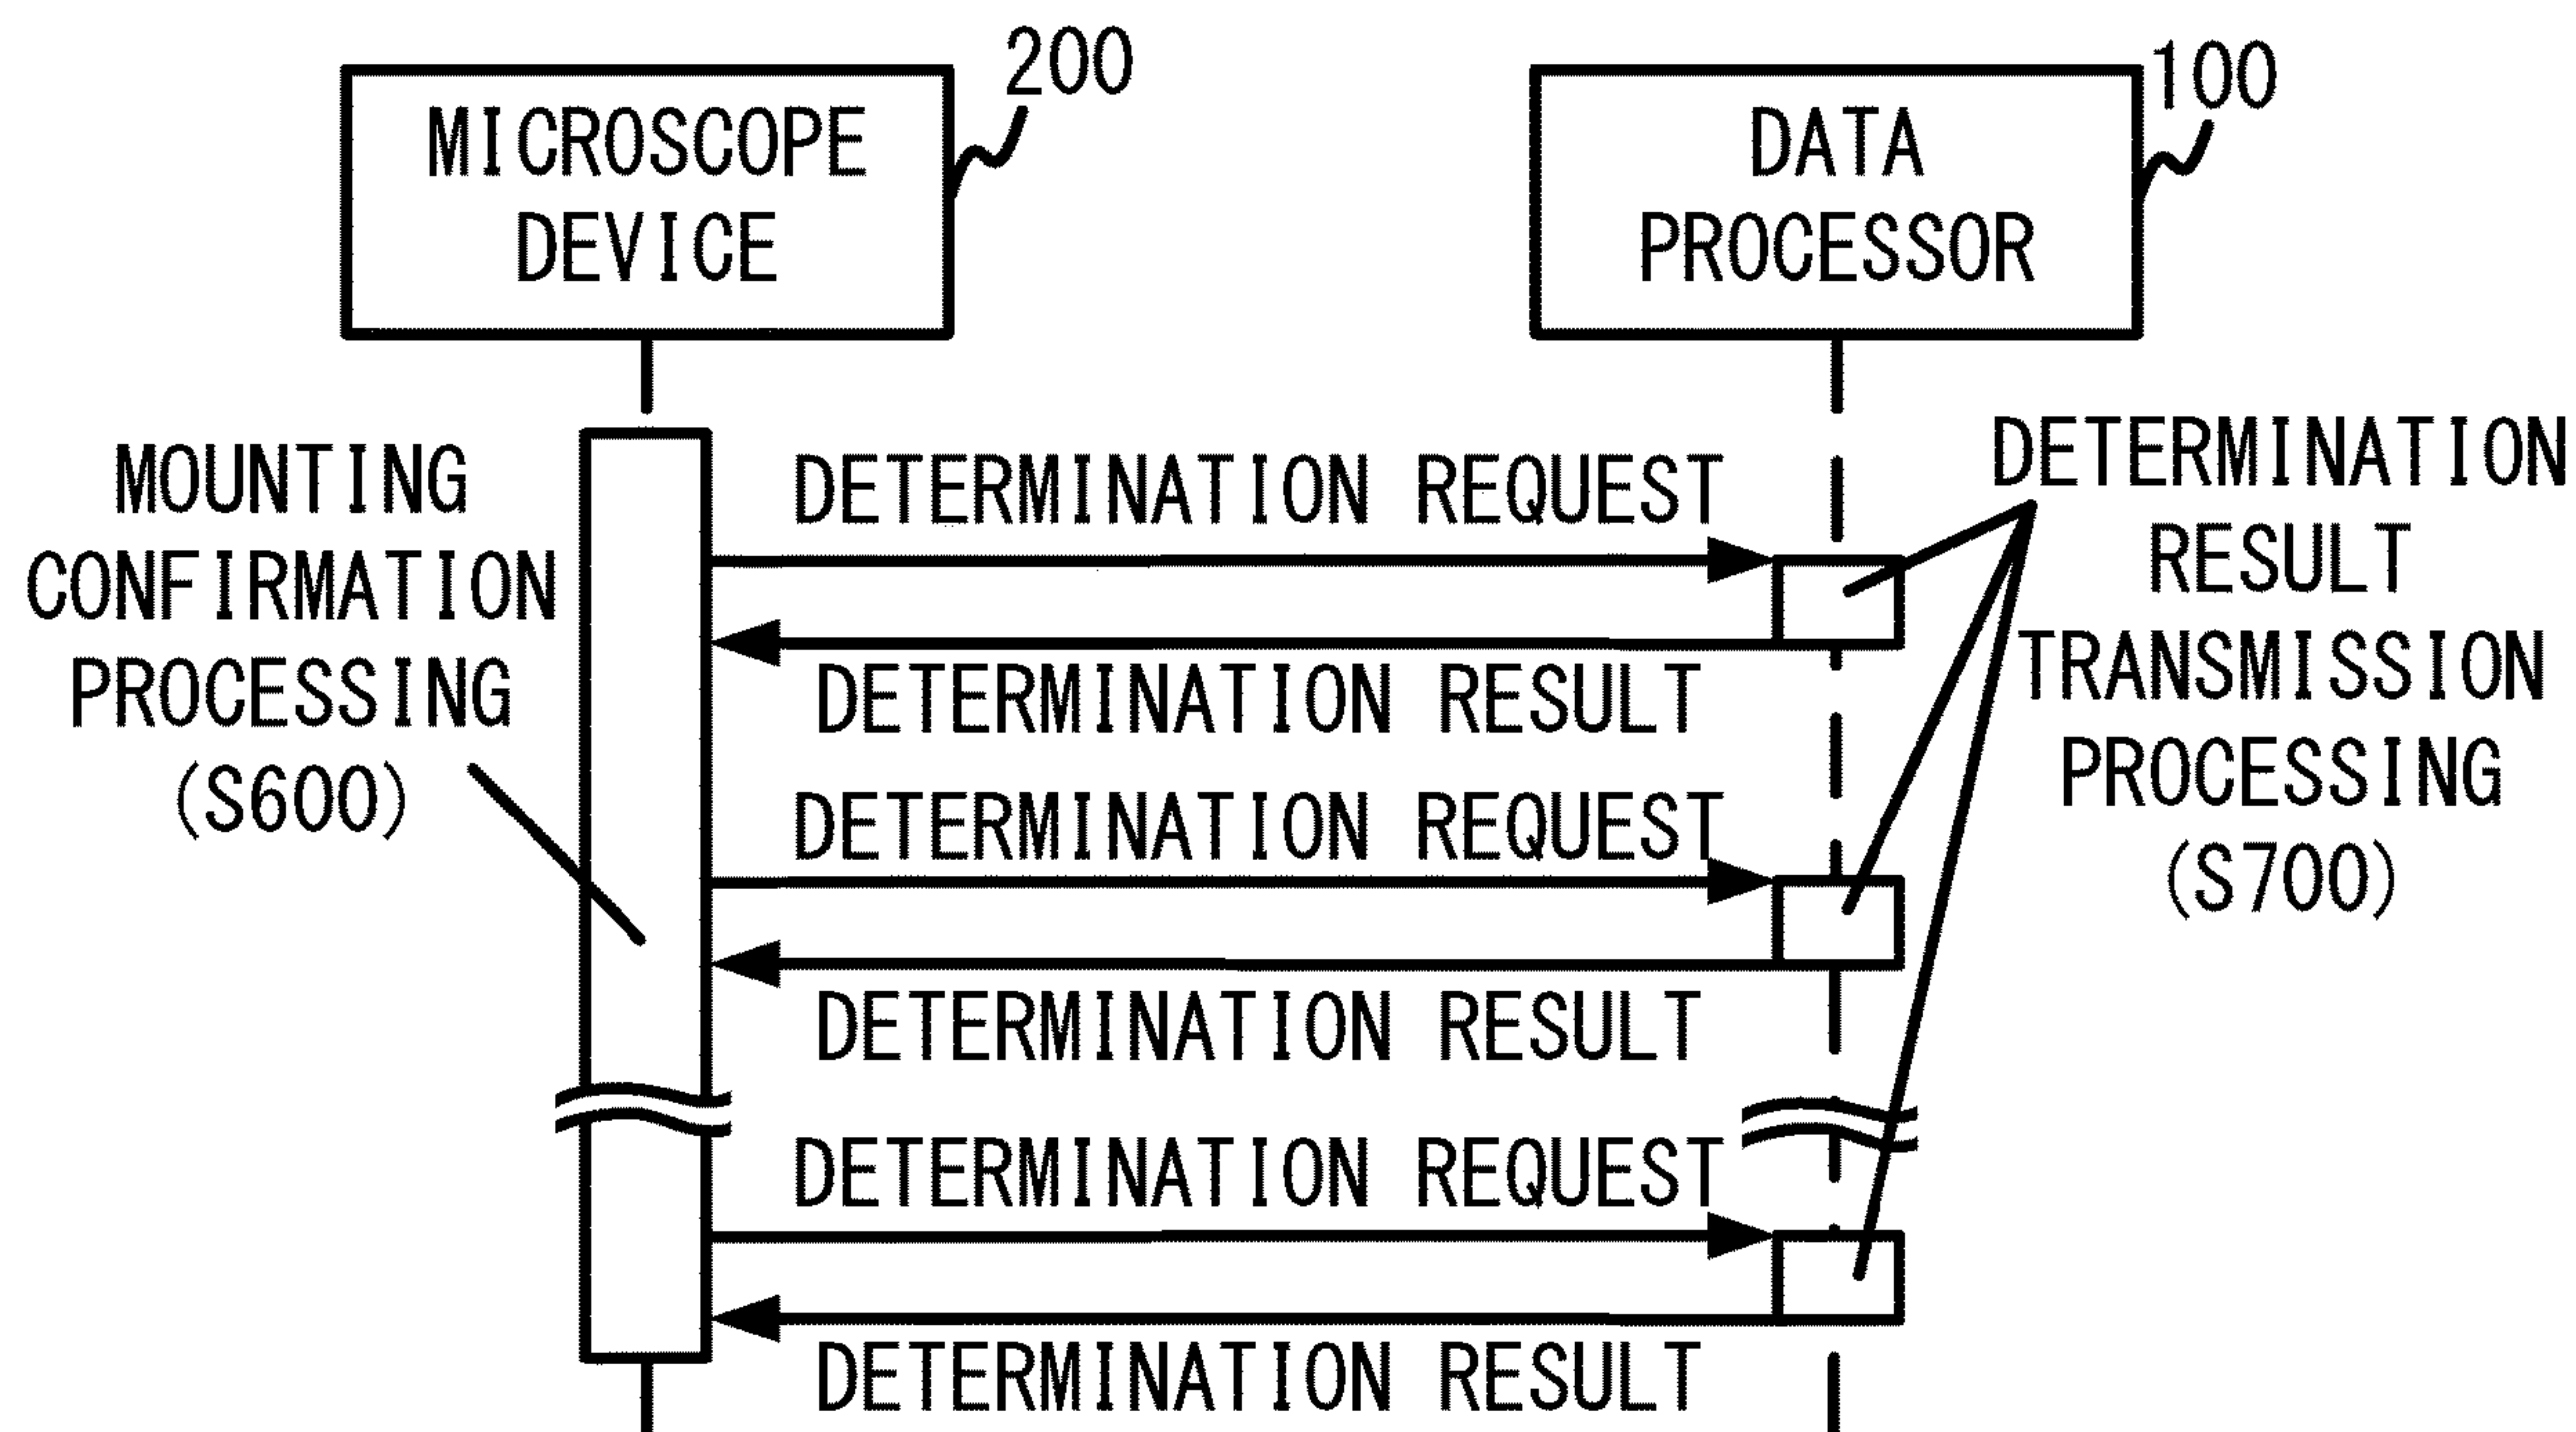 200
MICROSCOPE
DEVICE
100
DATA
PROCESSOR
MOUNTING
CONFIRMATION
PROCESSING
(S600)
DETERMINATION REQUEST
DETERMINATION RESULT
DETERMINATION REQUEST
DETERMINATION RESULT
DETERMINATION REQUEST
DETERMINATION RESULT
DETERMINATION
RESULT
TRANSMISSION
PROCESSING
(S700)